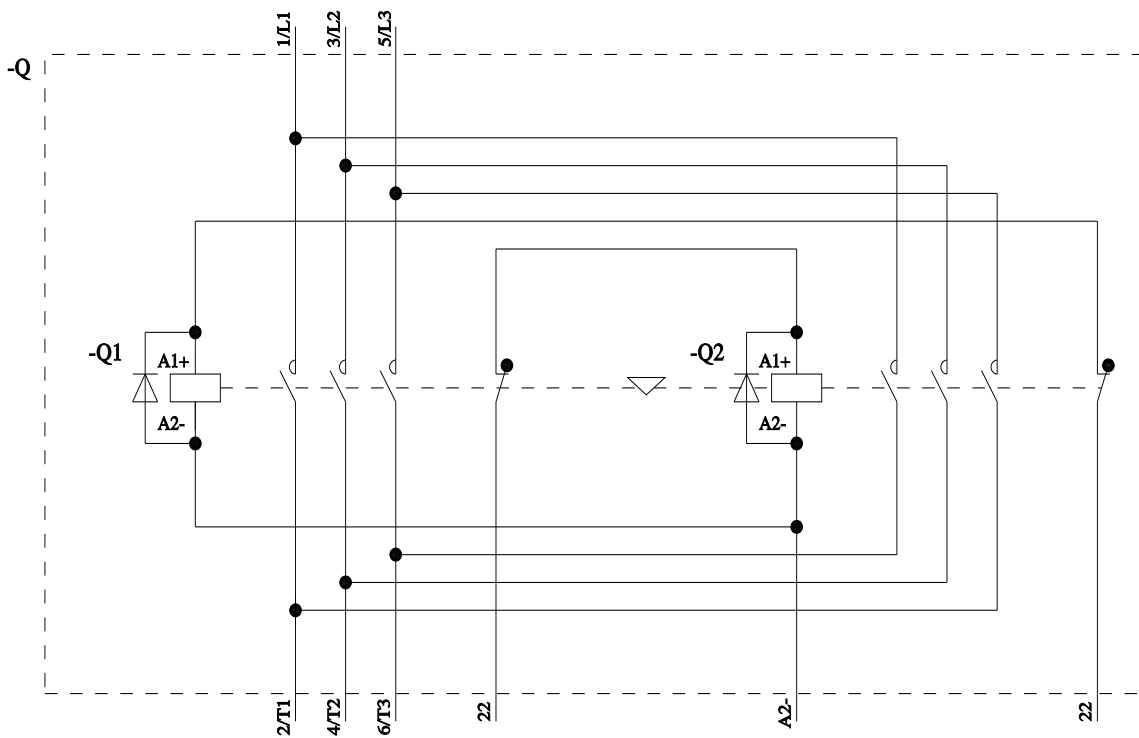 1/L1
3/L2
5/L3
-Q
-Q1
A1+
A2-
-Q2
A1+
A2-
2/T1
4/T2
6/T3
22
A2-
22